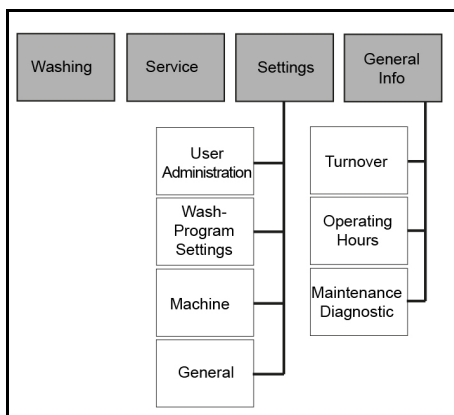 Washing
Service
Settings
General
Info
User
Administration
Wash-
Program
Settings
Machine
General
Turnover
Operating
Hours
Maintenance
Diagnostic